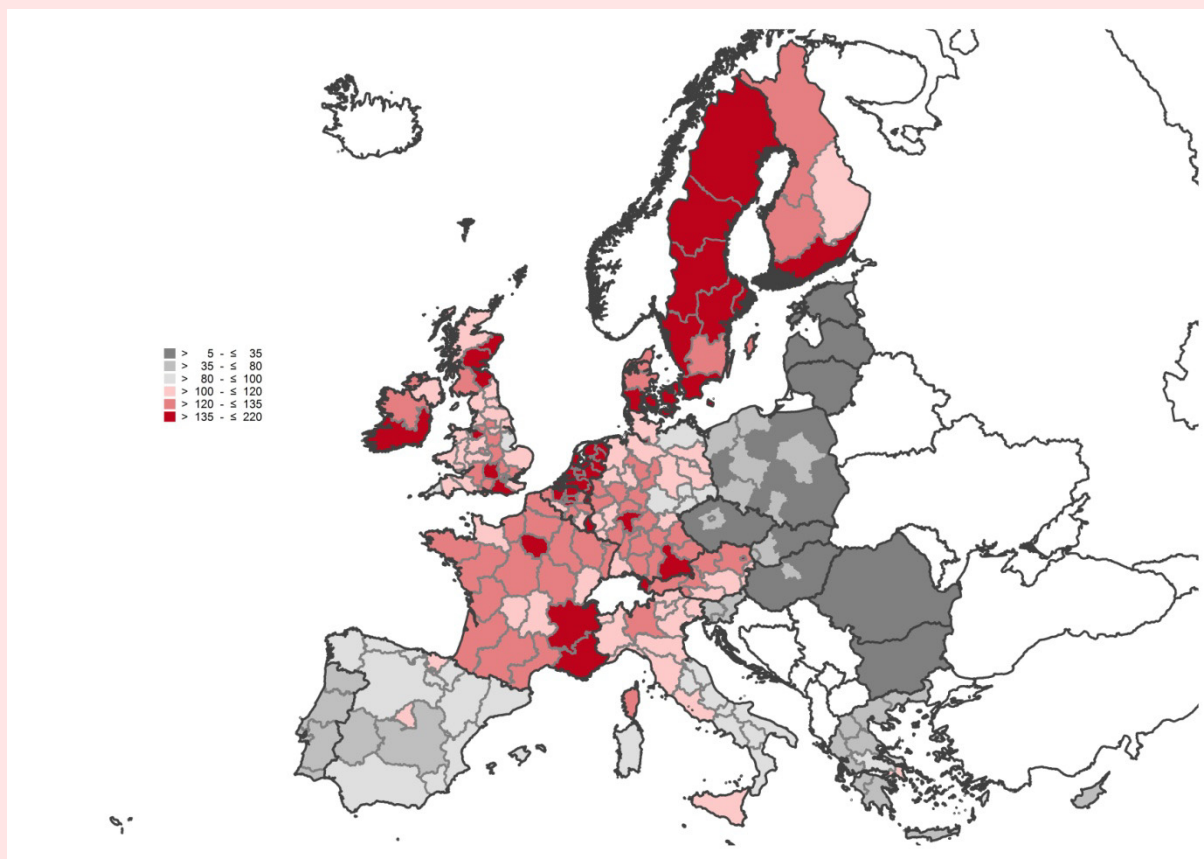 > 5 - ≤ 35
> 35 - ≤ 80
> 80 - ≤ 100
> 100 - ≤ 120
> 120 - ≤ 135
> 135 - ≤ 220